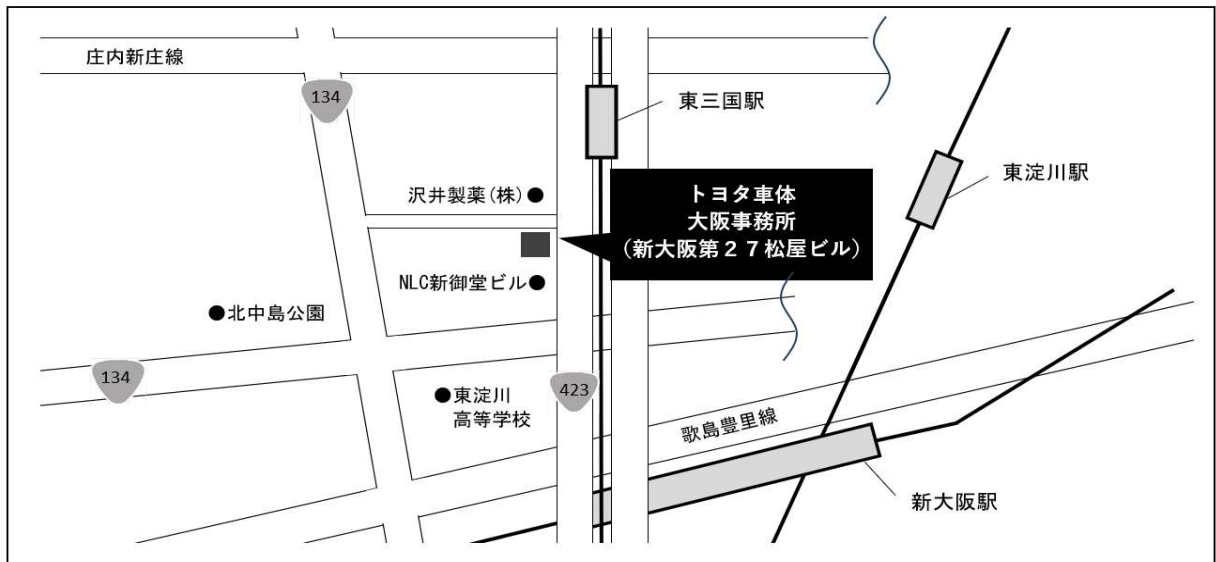 庄内新庄線
134
東三国駅
東淀川駅
沢井製薬(株)
トヨタ車体
大阪事務所
(新大阪第27松屋ビル)
NLC新御堂ビル
北中島公園
134
423
東淀川
高等学校
歌島豊里線
新大阪駅